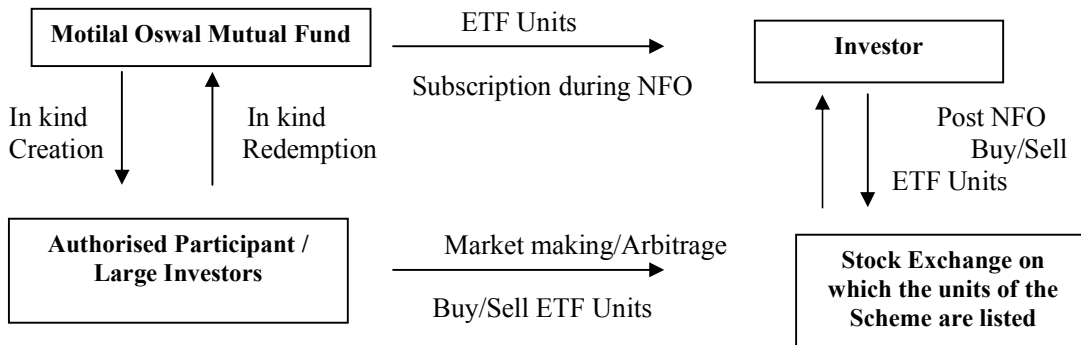 Motilal Oswal Mutual Fund
ETF Units
Subscription during NFO
Investor
In kind
Creation
In kind
Redemption
Post NFO
Buy/Sell
ETF Units
Authorised Participant /
Large Investors
Market making/Arbitrage
Buy/Sell ETF Units
Stock Exchange on
which the units of the
Scheme are listed